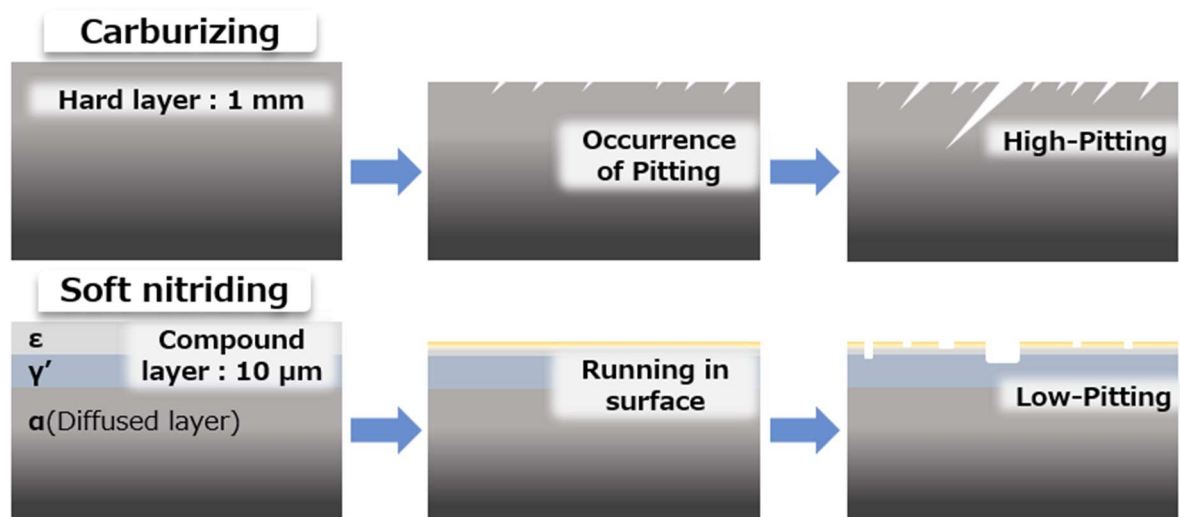 Carburizing
Hard layer : 1 mm
Occurrence
of Pitting
High-Pitting
Soft nitriding
ε
Compound
γ’
layer : 10 μm
α(Diffused layer)
Running in
surface
Low-Pitting